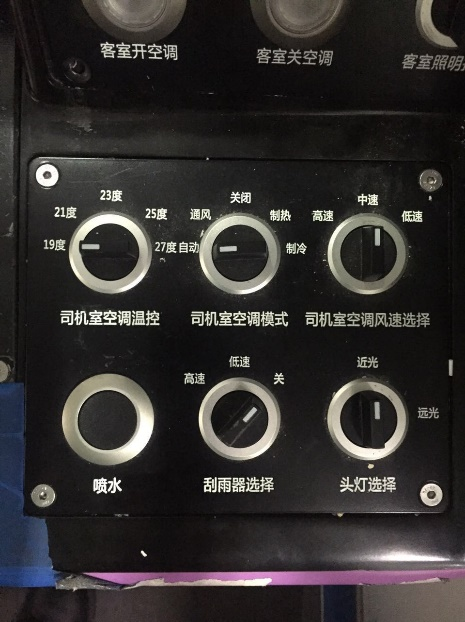 客室开空调
客室关空调
客室照明
23度
21度
25度
19度
27度
关闭
通风
制热
自动
制冷
中速
高速
低速
司机室空调温控
司机室空调模式
司机室空调风速选择
低速
高速
关
近光
远光
喷水
刮雨器选择
头灯选择